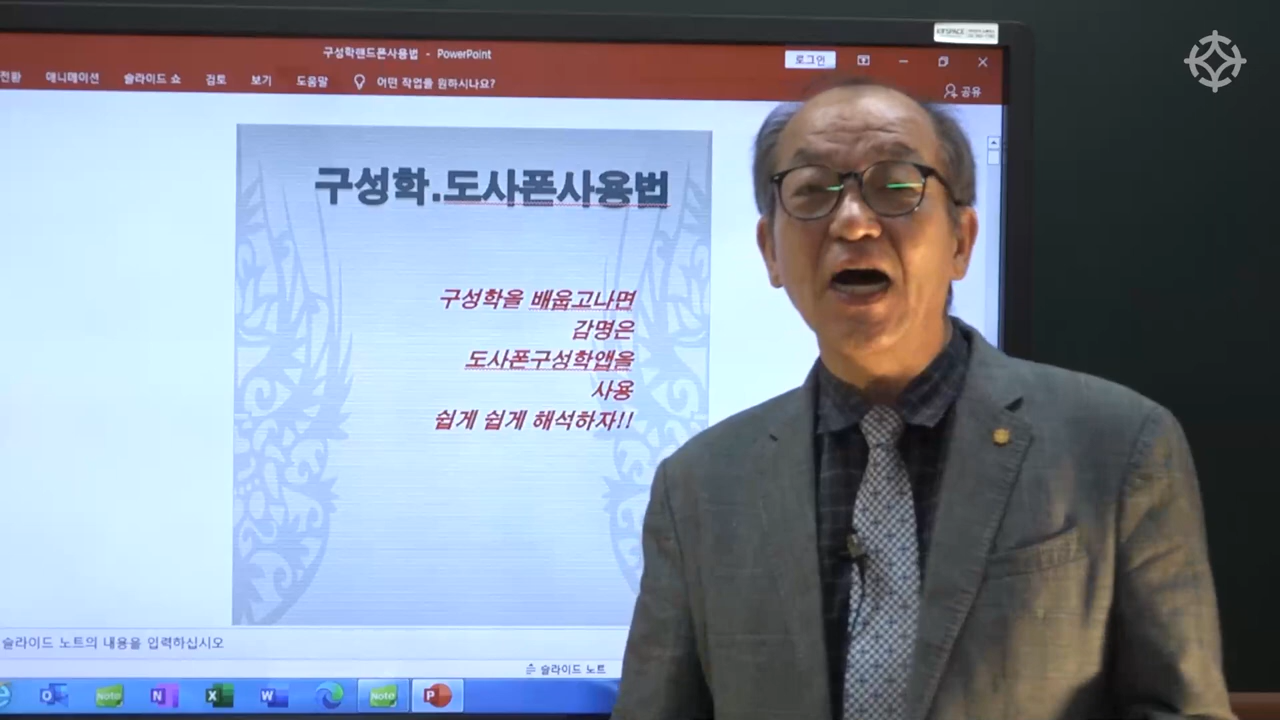 구성학랜드폰사용법 - PowerPoint
로그인
전환 애니메이션 슬라이드 쇼 검토 보기 도움말 어떤 작업을 원하시나요?
공유
구성학.도사폰사용법
구성학을 배웁고나면
감명은
도사폰구성학앱을
사용
쉽게 쉽게 해석하자!!
슬라이드 노트의 내용을 입력하십시오
슬라이드 노트
Note
Note